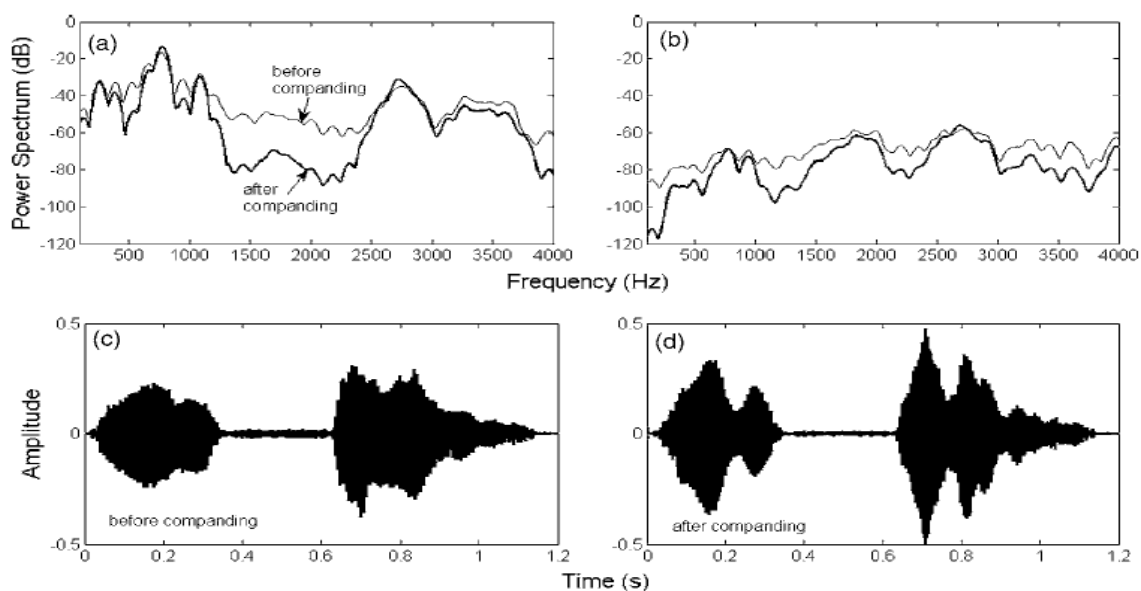 (a)
before
companding
after
companding
Power Spectrum (dB)
0
-20
-40
-60
-80
-100
-120
500 1000 1500 2000 2500 3000 3500 4000
(b)
0
-20
-40
-60
-80
-100
-120
500 1000 1500 2000 2500 3000 3500 4000
Frequency (Hz)
(c)
before companding
Amplitude
0.5
0
-0.5
0 0.2 0.4 0.6 0.8 1 1.2
(d)
after companding
0.5
0
-0.5
0 0.2 0.4 0.6 0.8 1 1.2
Time (s)